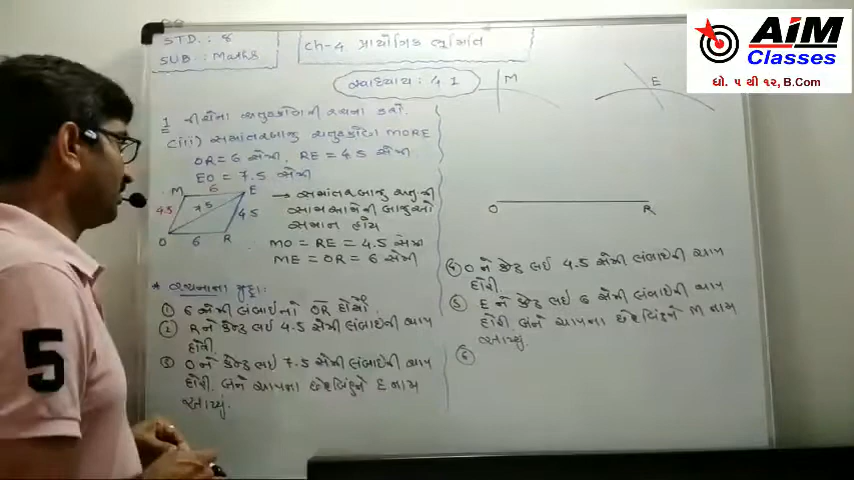 STD. : 8
SUB. : Maths
Ch-4 પ્રાયોગિક ભૂમિતિ
સ્વાધ્યાય : 4.1
1 નીચેના ચતુષ્કોણની રચના કરો.
(iii) સમાંતરબાજુ ચતુષ્કોણ MORE
OR = 6 સેમી, RE = 4.5 સેમી
EO = 7.5 સેમી
M 6 E
4.5 7.5 4.5
O 6 R
→ સમાંતરબાજુ ચતુ.ની
સામસામેની બાજુઓ
સમાન હોય
MO = RE = 4.5 સેમી
ME = OR = 6 સેમી
* રચનાના મુદ્દા:
① 6 સેમી લંબાઈનો OR દોર્યો.
② R ને કેન્દ્ર લઈ 4.5 સેમી લંબાઈની ચાપ
દોરી.
③ O ને કેન્દ્ર લઈ 7.5 સેમી લંબાઈની ચાપ
દોરી. બંને ચાપના છેદબિંદુને E નામ
આપ્યું.
M
E
O R
④ O ને કેન્દ્ર લઈ 4.5 સેમી લંબાઈની ચાપ
દોરી.
⑤ E ને કેન્દ્ર લઈ 6 સેમી લંબાઈની ચાપ
દોરી. બંને ચાપના છેદબિંદુને M નામ
આપ્યું.
⑥
AiM
Classes
ધો. ૫ થી ૧૨, B.Com
5